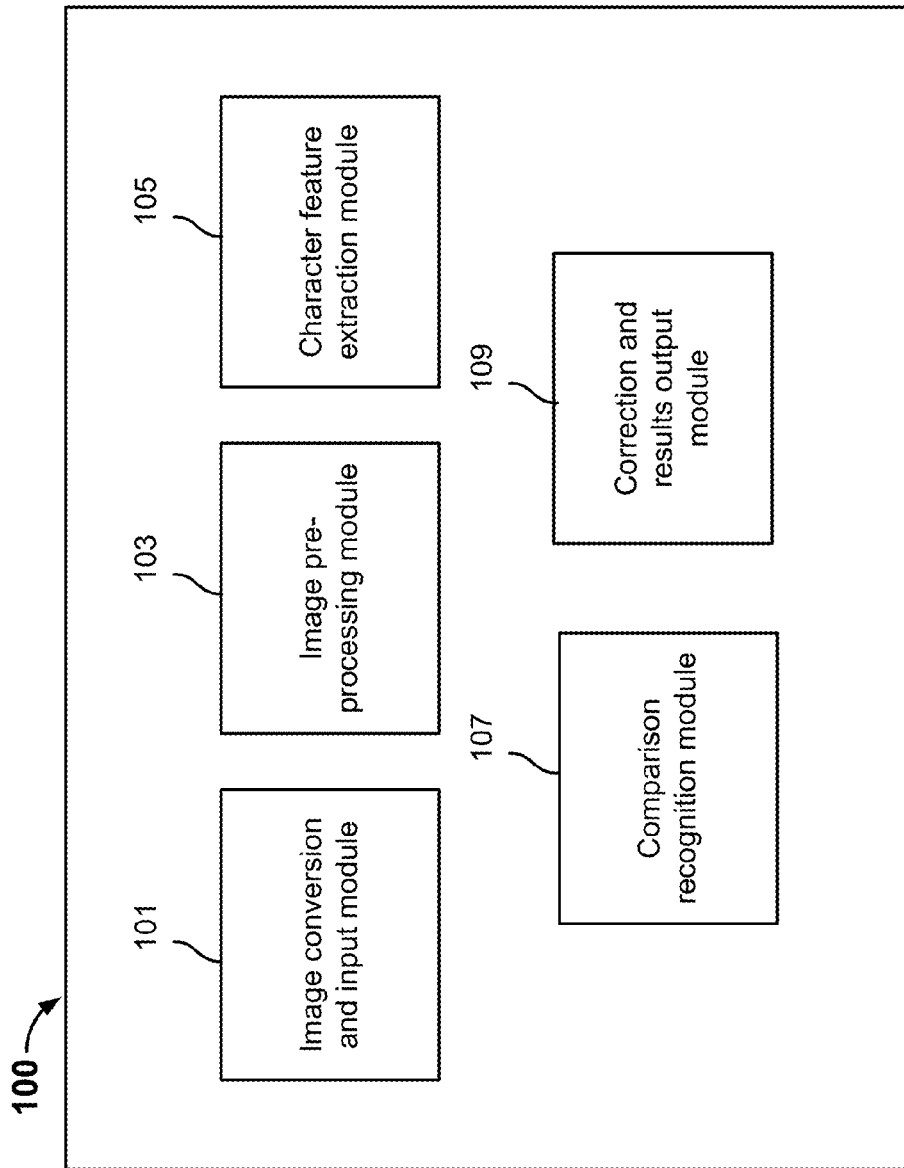 100
101
Image conversion
and input module
103
Image pre-
processing module
105
Character feature
extraction module
107
Comparison
recognition module
109
Correction and
results output
module